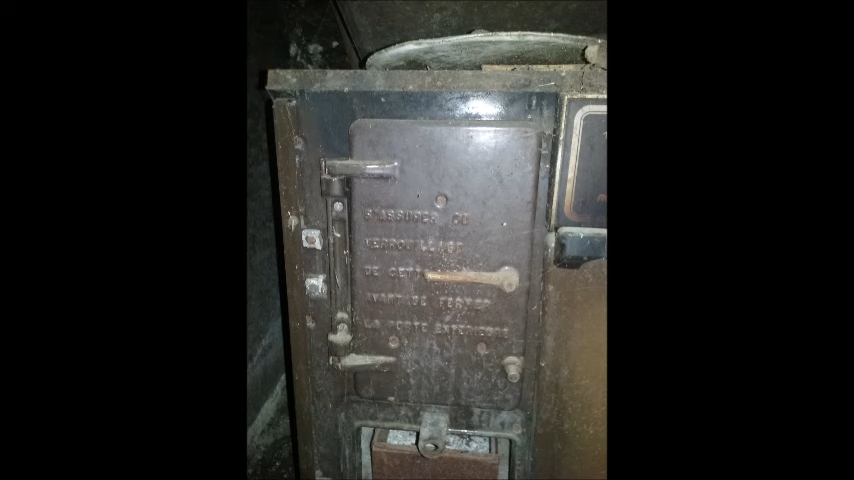 S'ASSURER DU
VERROUILLAGE
DE CETTE
AVANT DE FERMER
LA PORTE EXTERIEURE